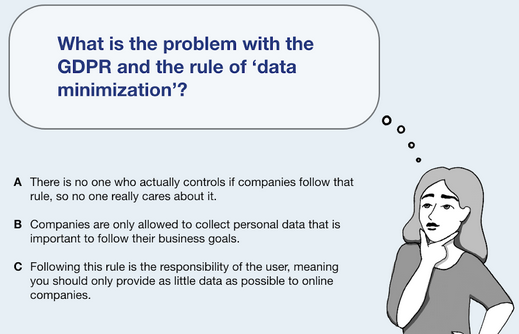 What is the problem with the
GDPR and the rule of ‘data
minimization’?
A There is no one who actually controls if companies follow that
rule, so no one really cares about it.
B Companies are only allowed to collect personal data that is
important to follow their business goals.
C Following this rule is the responsibility of the user, meaning
you should only provide as little data as possible to online
companies.